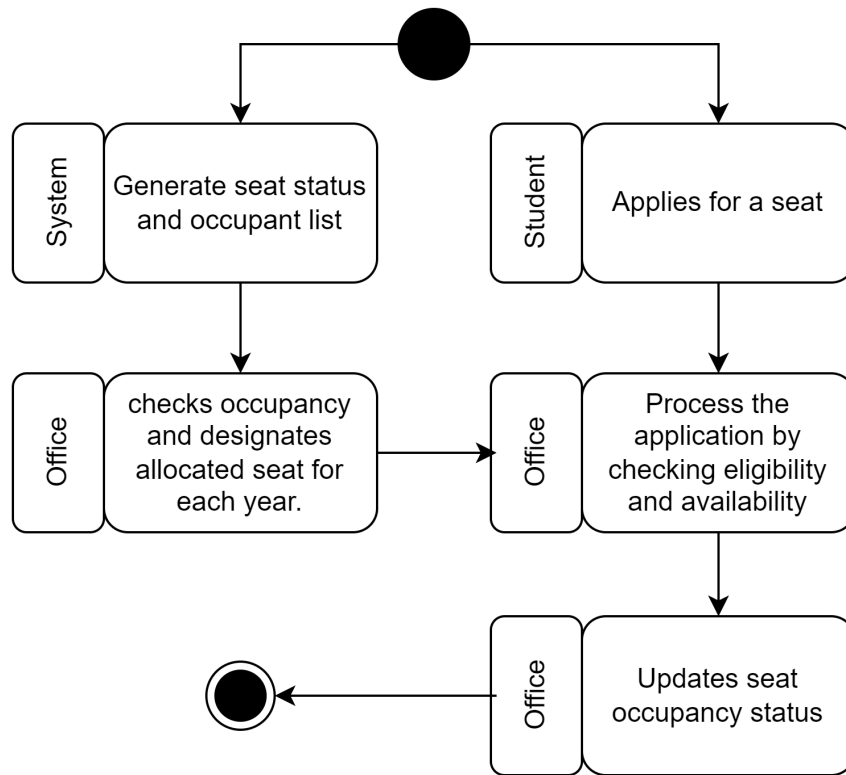 System
Generate seat status
and occupant list
Student
Applies for a seat
Office
checks occupancy
and designates
allocated seat for
each year.
Office
Process the
application by
checking eligibility
and availability
Office
Updates seat
occupancy status